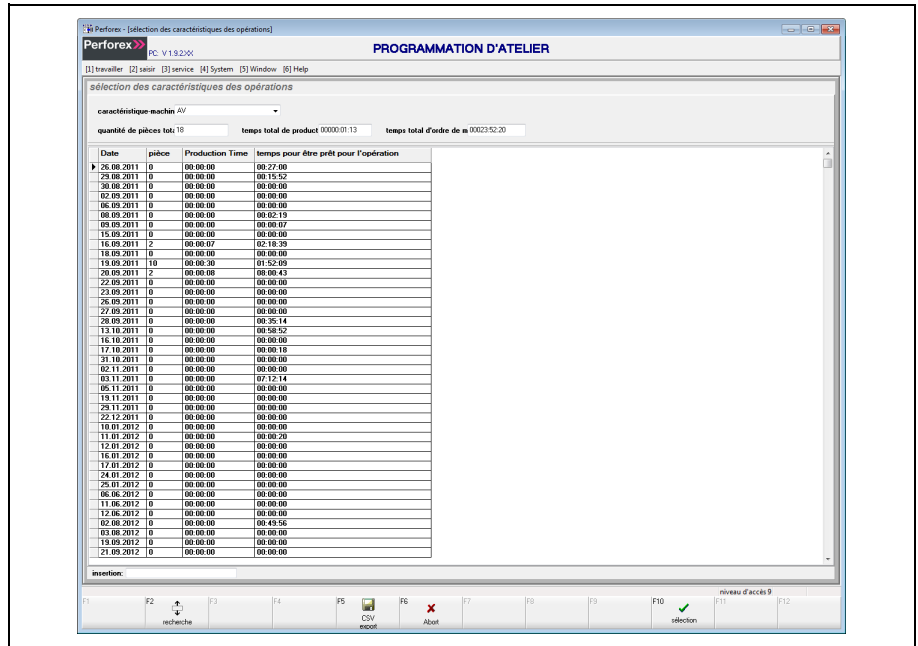 Perforex - [sélection des caractéristiques des opérations]
Perforex PC: V 1.9.2.XX PROGRAMMATION D'ATELIER
[1] travailler [2] saisir [3] service [4] System [5] Window [6] Help
sélection des caractéristiques des opérations
caractéristique-machin AV
quantité de pièces tota 18 temps total de product 00000:01:13 temps total d'ordre de m 00023:52:20
Date pièce Production Time temps pour être prêt pour l'opération
26.08.2011 0 00:00:00 00:27:00
29.08.2011 0 00:00:00 00:15:52
30.08.2011 0 00:00:00 00:00:00
02.09.2011 0 00:00:00 00:00:00
06.09.2011 0 00:00:00 00:00:00
08.09.2011 0 00:00:00 00:02:19
09.09.2011 0 00:00:00 00:00:07
15.09.2011 0 00:00:00 00:00:00
16.09.2011 2 00:00:07 02:18:39
18.09.2011 0 00:00:00 00:00:00
19.09.2011 10 00:00:30 01:52:09
20.09.2011 2 00:00:08 08:00:43
22.09.2011 0 00:00:00 00:00:00
23.09.2011 0 00:00:00 00:00:00
26.09.2011 0 00:00:00 00:00:00
27.09.2011 0 00:00:00 00:00:00
28.09.2011 0 00:00:00 00:35:14
13.10.2011 0 00:00:00 00:58:52
16.10.2011 0 00:00:00 00:00:00
17.10.2011 0 00:00:00 00:00:18
31.10.2011 0 00:00:00 00:00:00
02.11.2011 0 00:00:00 00:00:00
03.11.2011 0 00:00:00 07:12:14
05.11.2011 0 00:00:00 00:00:00
19.11.2011 0 00:00:00 00:00:00
29.11.2011 0 00:00:00 00:00:00
22.12.2011 0 00:00:00 00:00:00
10.01.2012 0 00:00:00 00:00:00
11.01.2012 0 00:00:00 00:00:20
12.01.2012 0 00:00:00 00:00:00
16.01.2012 0 00:00:00 00:00:00
17.01.2012 0 00:00:00 00:00:00
24.01.2012 0 00:00:00 00:00:00
25.01.2012 0 00:00:00 00:00:00
06.06.2012 0 00:00:00 00:00:00
11.06.2012 0 00:00:00 00:00:00
12.06.2012 0 00:00:00 00:00:00
02.08.2012 0 00:00:00 00:49:56
03.08.2012 0 00:00:00 00:00:00
19.09.2012 0 00:00:00 00:00:00
21.09.2012 0 00:00:00 00:00:00
insertion:
niveau d'accès 9
F1 F2 recherche F3 F4 F5 CSV export F6 Abort F7 F8 F9 F10 sélection F11 F12